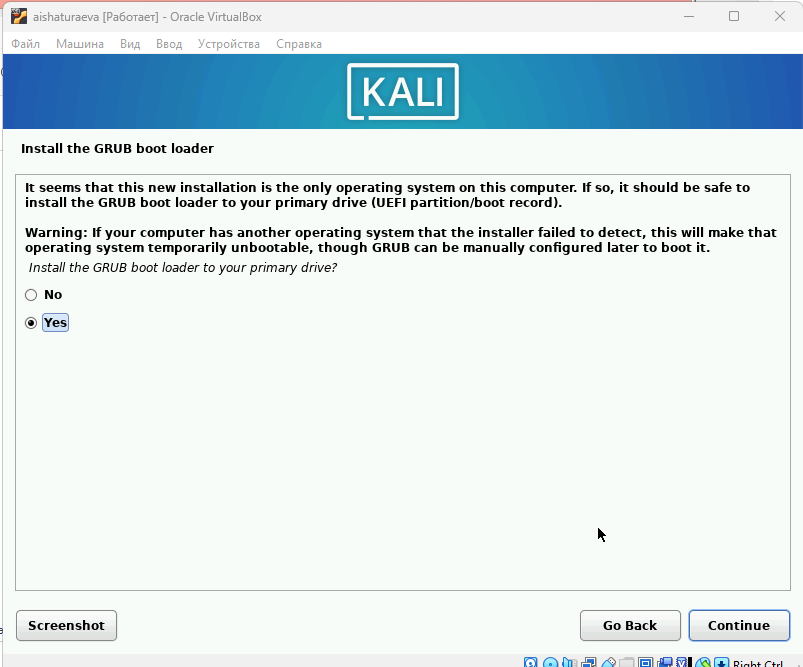 aishaturaeva [Работает] - Oracle VirtualBox
Файл Машина Вид Ввод Устройства Справка
KALI
Install the GRUB boot loader
It seems that this new installation is the only operating system on this computer. If so, it should be safe to
install the GRUB boot loader to your primary drive (UEFI partition/boot record).
Warning: If your computer has another operating system that the installer failed to detect, this will make that
operating system temporarily unbootable, though GRUB can be manually configured later to boot it.
Install the GRUB boot loader to your primary drive?
No
Yes
Screenshot Go Back Continue
Right Ctrl